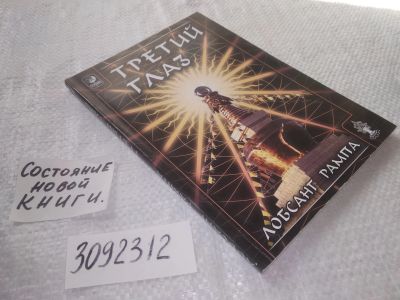 ТРЕТИЙ
ГЛАЗ
ЛОБСАНГ РАМПА
Состояние
новой
книги.
3092312